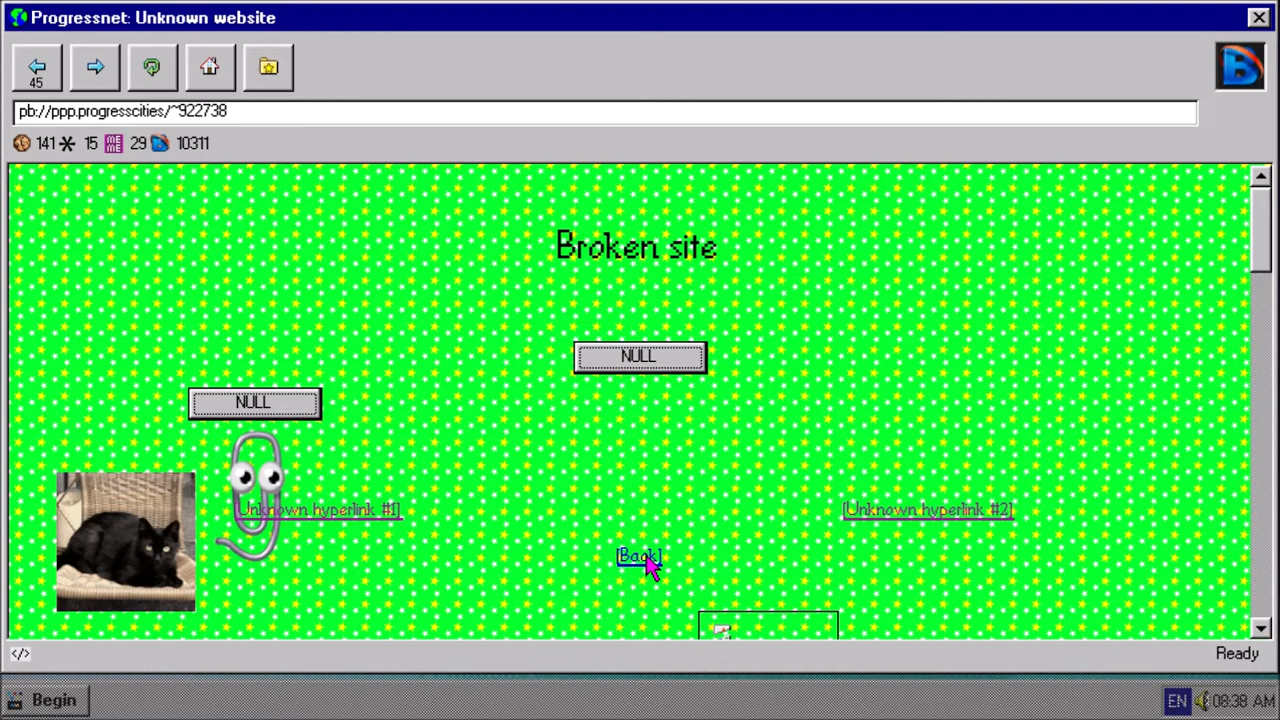 Progressnet: Unknown website
45
pb://ppp.progresscities/~922738
141 15 MEME 29 10311
Broken site
NULL
NULL
[Unknown hyperlink #1] [Unknown hyperlink #2]
[Back]
</> Ready
Begin EN 08:38 AM